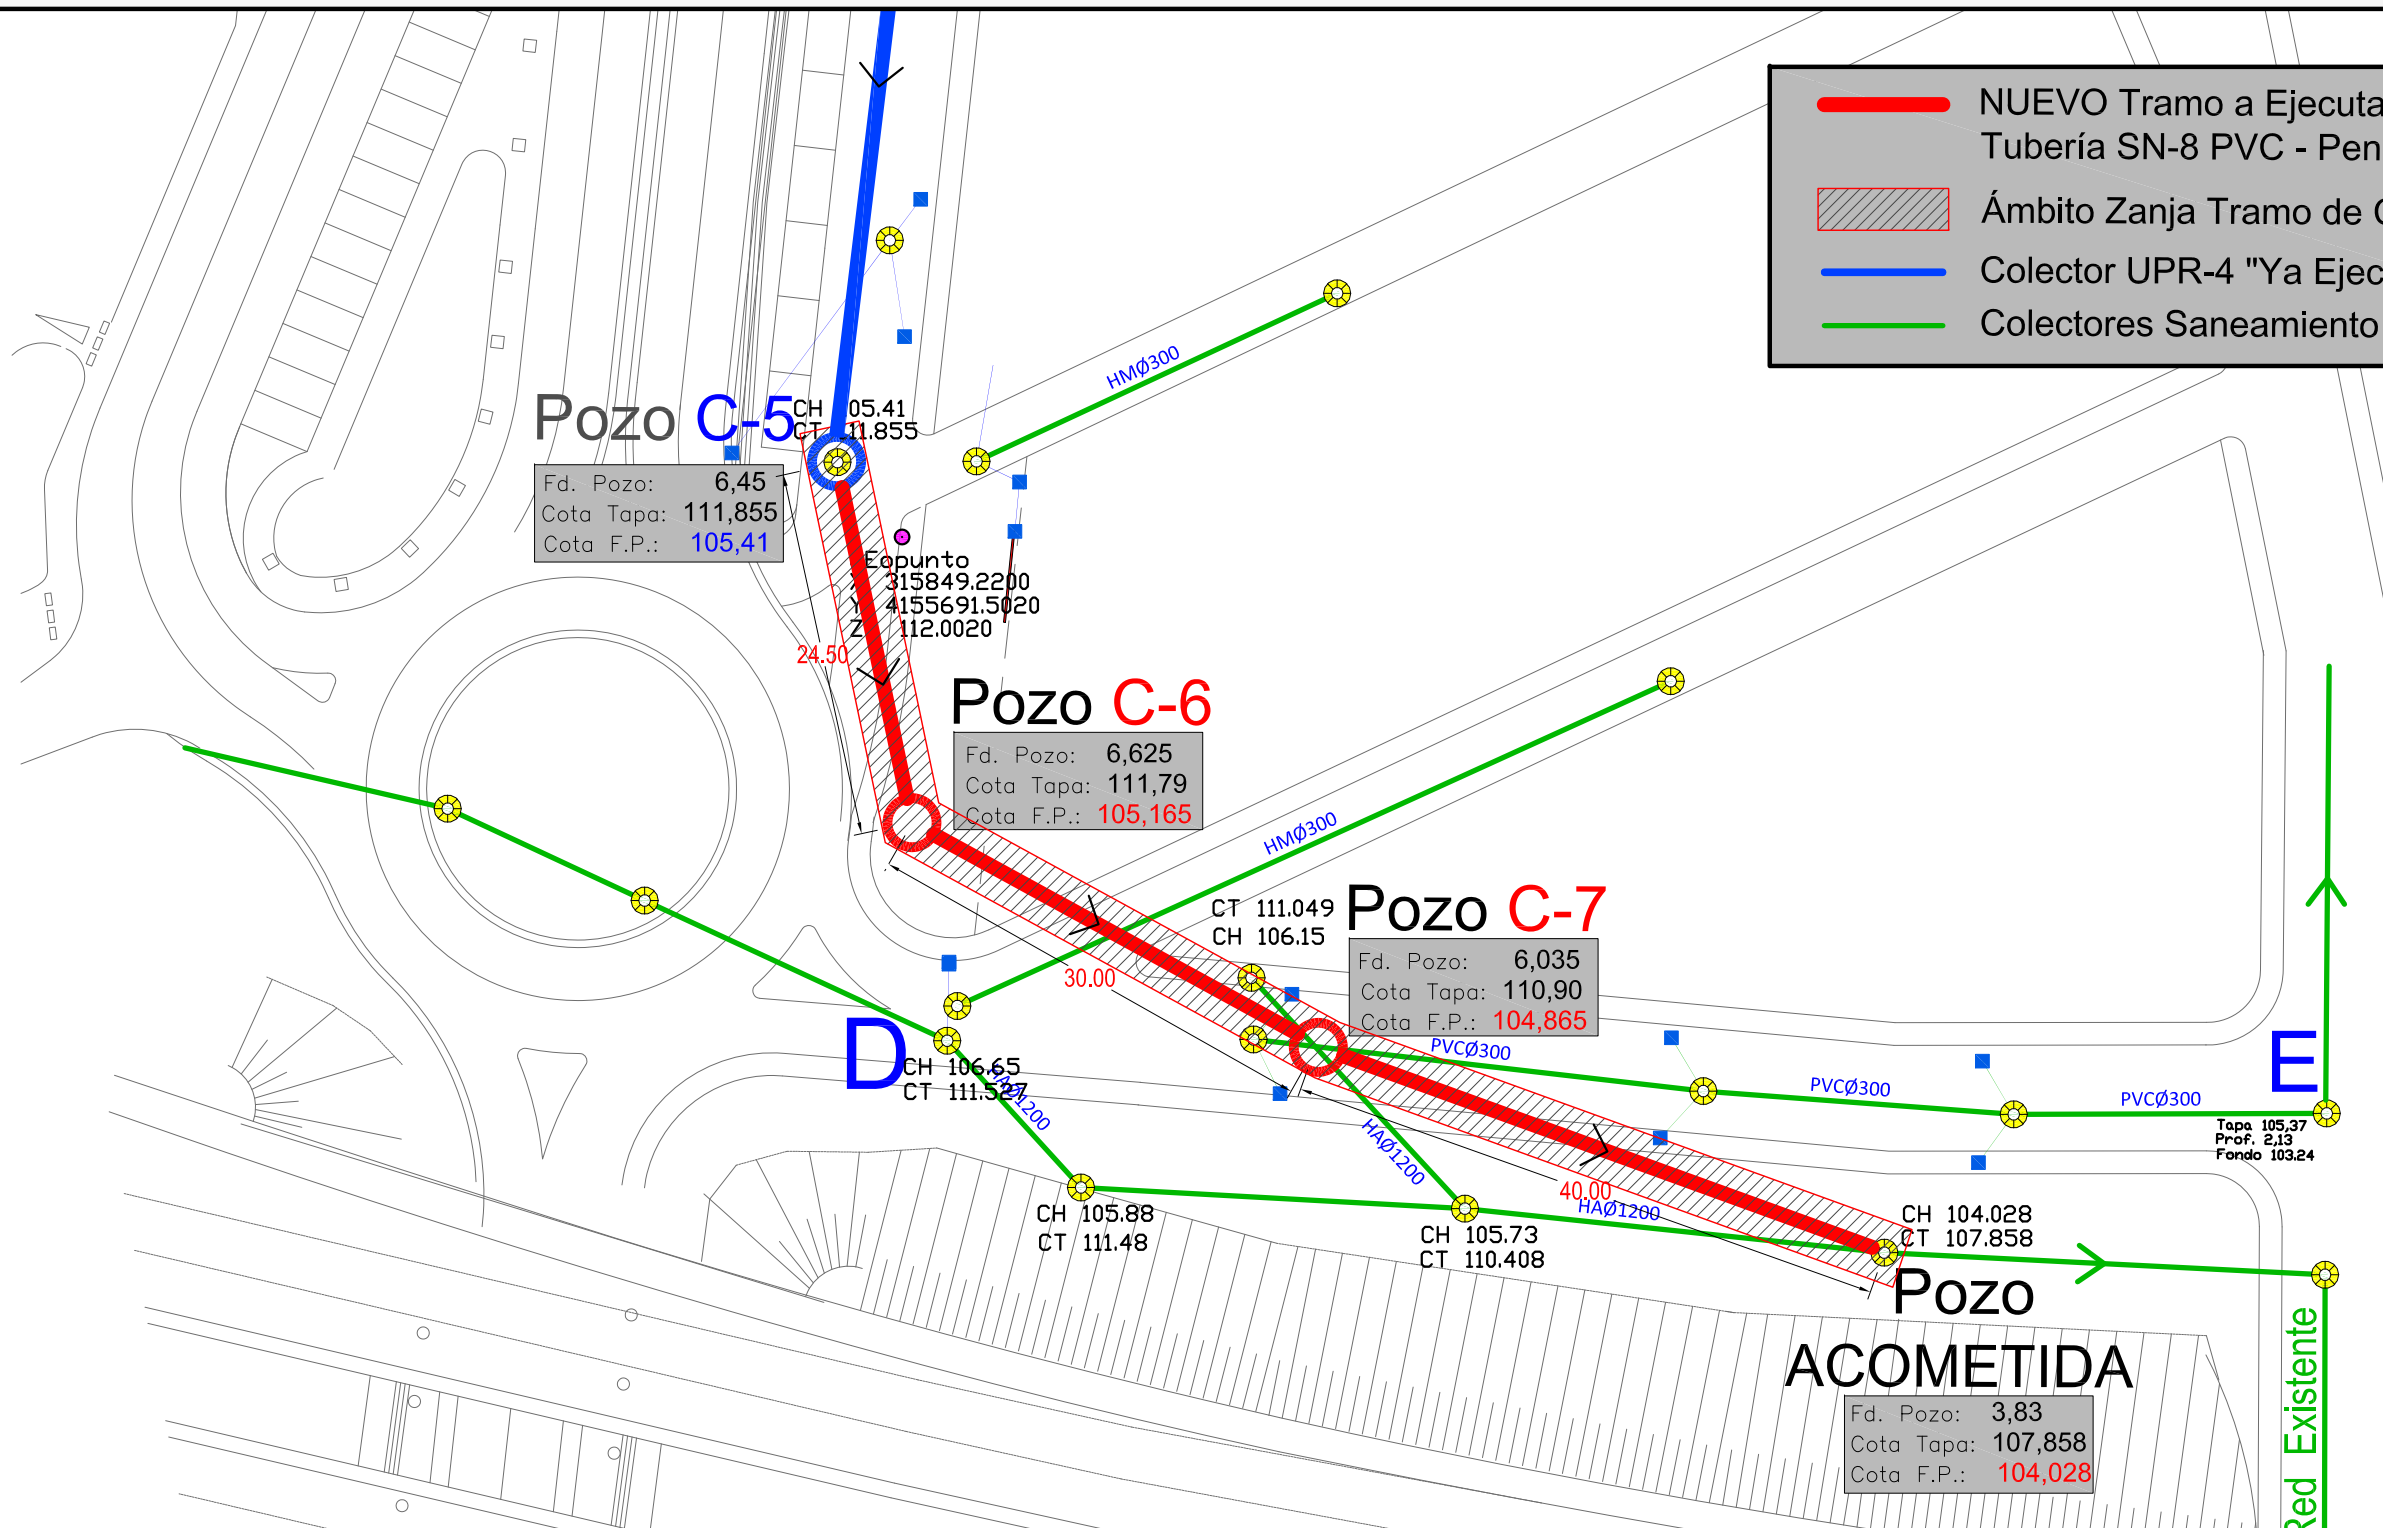 NUEVO Tramo a Ejecuta
Tubería SN-8 PVC - Pen
Ámbito Zanja Tramo de
Colector UPR-4 "Ya Ejec
Colectores Saneamiento
HMØ300
Pozo C-5
CH 105.41
CT 111.855
Fd. Pozo: 6,45
Cota Tapa: 111,855
Cota F.P.: 105,41
Eopunto
X 315849.2200
Y 4155691.5020
Z 112.0020
24.50
Pozo C-6
Fd. Pozo: 6,625
Cota Tapa: 111,79
Cota F.P.: 105,165
HMØ300
CT 111.049
CH 106.15
Pozo C-7
Fd. Pozo: 6,035
Cota Tapa: 110,90
Cota F.P.: 104,865
30.00
D
CH 106.65
CT 111.527
HAØ1200
PVCØ300
PVCØ300
PVCØ300
E
Tapa 105,37
Prof. 2,13
Fondo 103.24
HAØ1200
40.00
HAØ1200
CH 105.88
CT 111.48
CH 105.73
CT 110.408
CH 104.028
CT 107.858
Pozo
ACOMETIDA
Fd. Pozo: 3,83
Cota Tapa: 107,858
Cota F.P.: 104,028
Red Existente